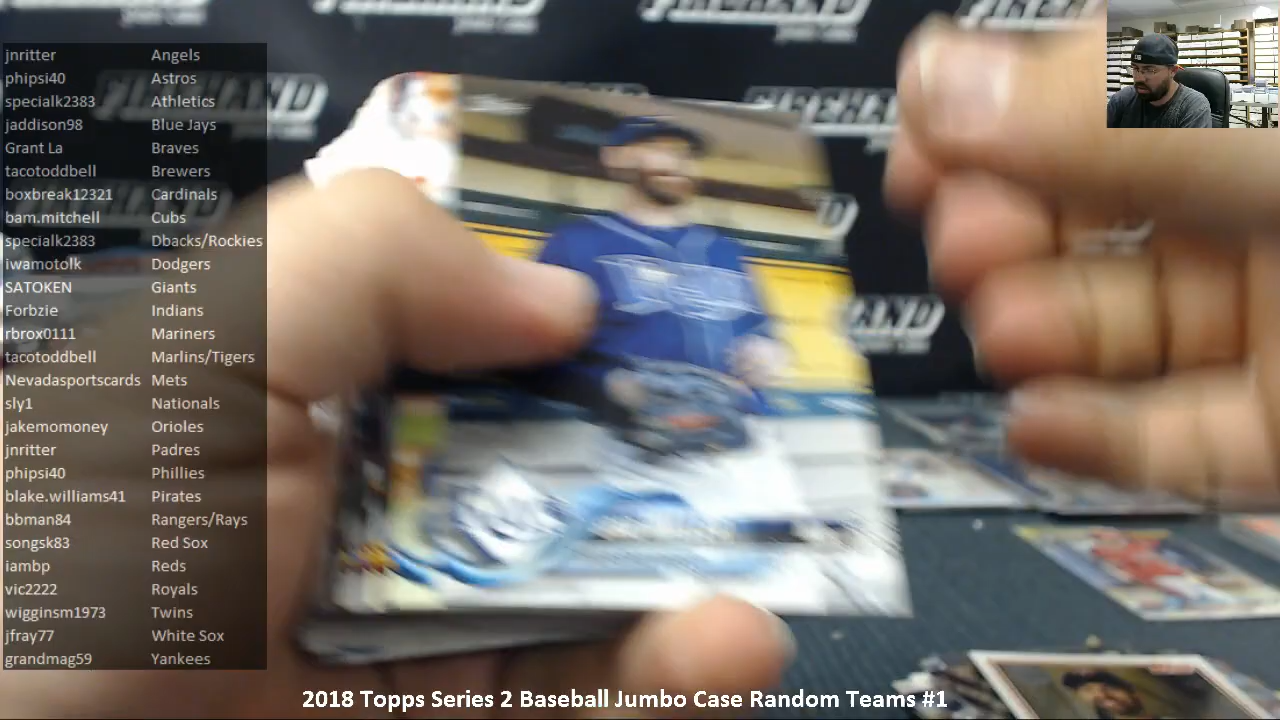 jnritter Angels
phipsi40 Astros
specialk2383 Athletics
jaddison98 Blue Jays
Grant La Braves
tacotoddbell Brewers
boxbreak12321 Cardinals
bam.mitchell Cubs
specialk2383 Dbacks/Rockies
iwamotolk Dodgers
SATOKEN Giants
Forbzie Indians
rbrox0111 Mariners
tacotoddbell Marlins/Tigers
Nevadasportscards Mets
sly1 Nationals
jakemomoney Orioles
jnritter Padres
phipsi40 Phillies
blake.williams41 Pirates
bbman84 Rangers/Rays
songsk83 Red Sox
iambp Reds
vic2222 Royals
wigginsm1973 Twins
jfray77 White Sox
grandmag59 Yankees
2018 Topps Series 2 Baseball Jumbo Case Random Teams #1